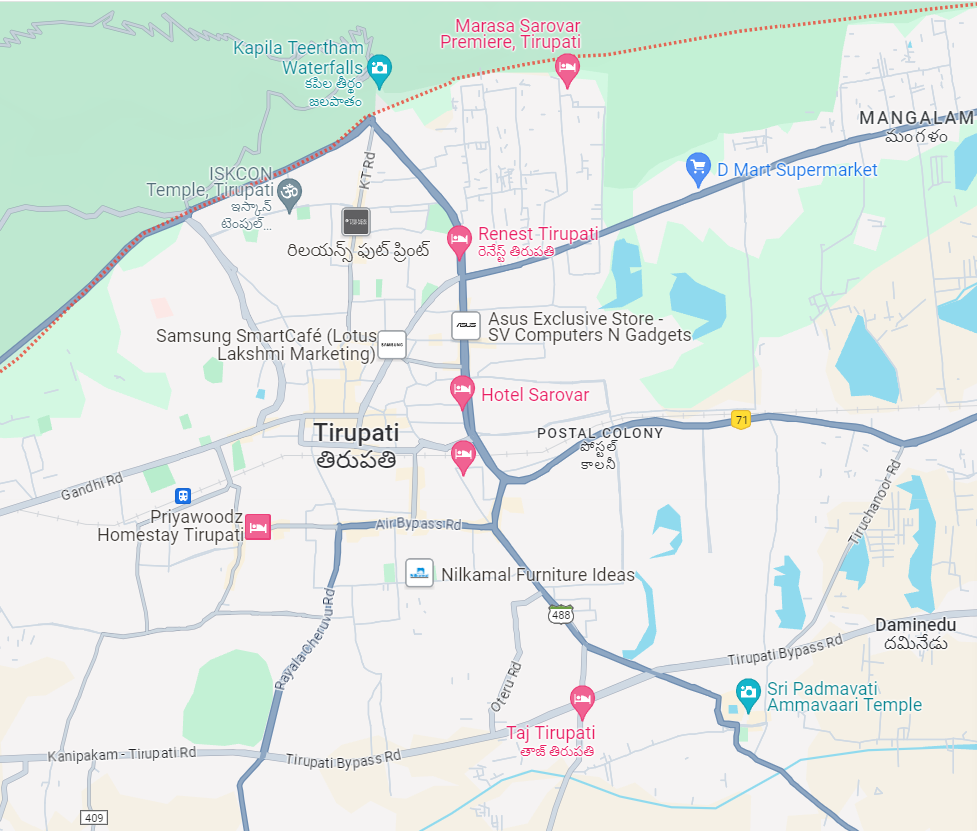 Marasa Sarovar
Premiere, Tirupati
Kapila Teertham
Waterfalls
కపిల తీర్థం
జలపాతం
MANGALAM
మంగళం
K T Rd
ISKCON
Temple, Tirupati
ఇస్కాన్
టెంపుల్...
D Mart Supermarket
రిలయన్స్ ఫుట్ ప్రింట్
Renest Tirupati
రెనేస్ట్ తిరుపతి
Samsung SmartCafé (Lotus
Lakshmi Marketing)
SAMSUNG
ASUS
Asus Exclusive Store -
SV Computers N Gadgets
Hotel Sarovar
71
Tirupati
తిరుపతి
POSTAL COLONY
పోస్టల్
కాలనీ
Gandhi Rd
Tiruchanoor Rd
Priyawoodz
Homestay Tirupati
Air Bypass Rd
Nilkamal Furniture Ideas
488
Rayala Cheruvu Rd
Daminedu
దమినేడు
Tirupati Bypass Rd
Oteru Rd
Sri Padmavati
Ammavaari Temple
Taj Tirupati
తాజ్ తిరుపతి
Kanipakam - Tirupati Rd
Tirupati Bypass Rd
409